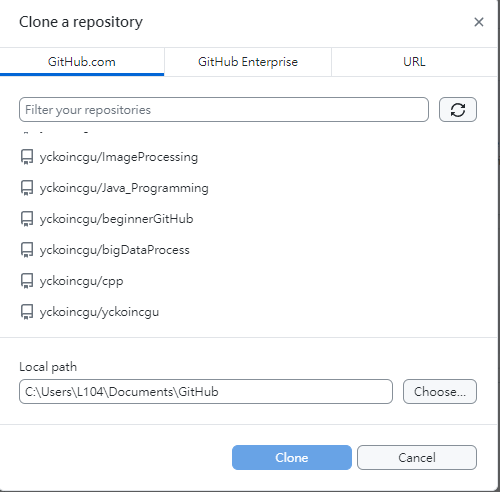 Clone a repository
GitHub.com
GitHub Enterprise
URL
Filter your repositories
yckoincgu/ImageProcessing
yckoincgu/Java_Programming
yckoincgu/beginnerGitHub
yckoincgu/bigDataProcess
yckoincgu/cpp
yckoincgu/yckoincgu
Local path
C:\Users\L104\Documents\GitHub
Choose...
Clone
Cancel